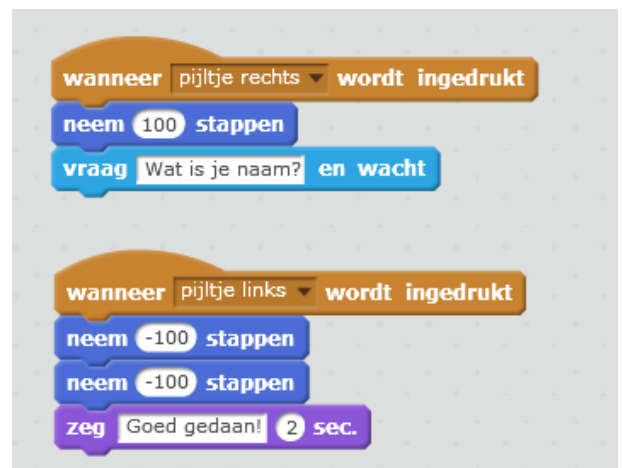 wanneer pijltje rechts wordt ingedrukt
neem 100 stappen
vraag Wat is je naam? en wacht
wanneer pijltje links wordt ingedrukt
neem -100 stappen
neem -100 stappen
zeg Goed gedaan! 2 sec.